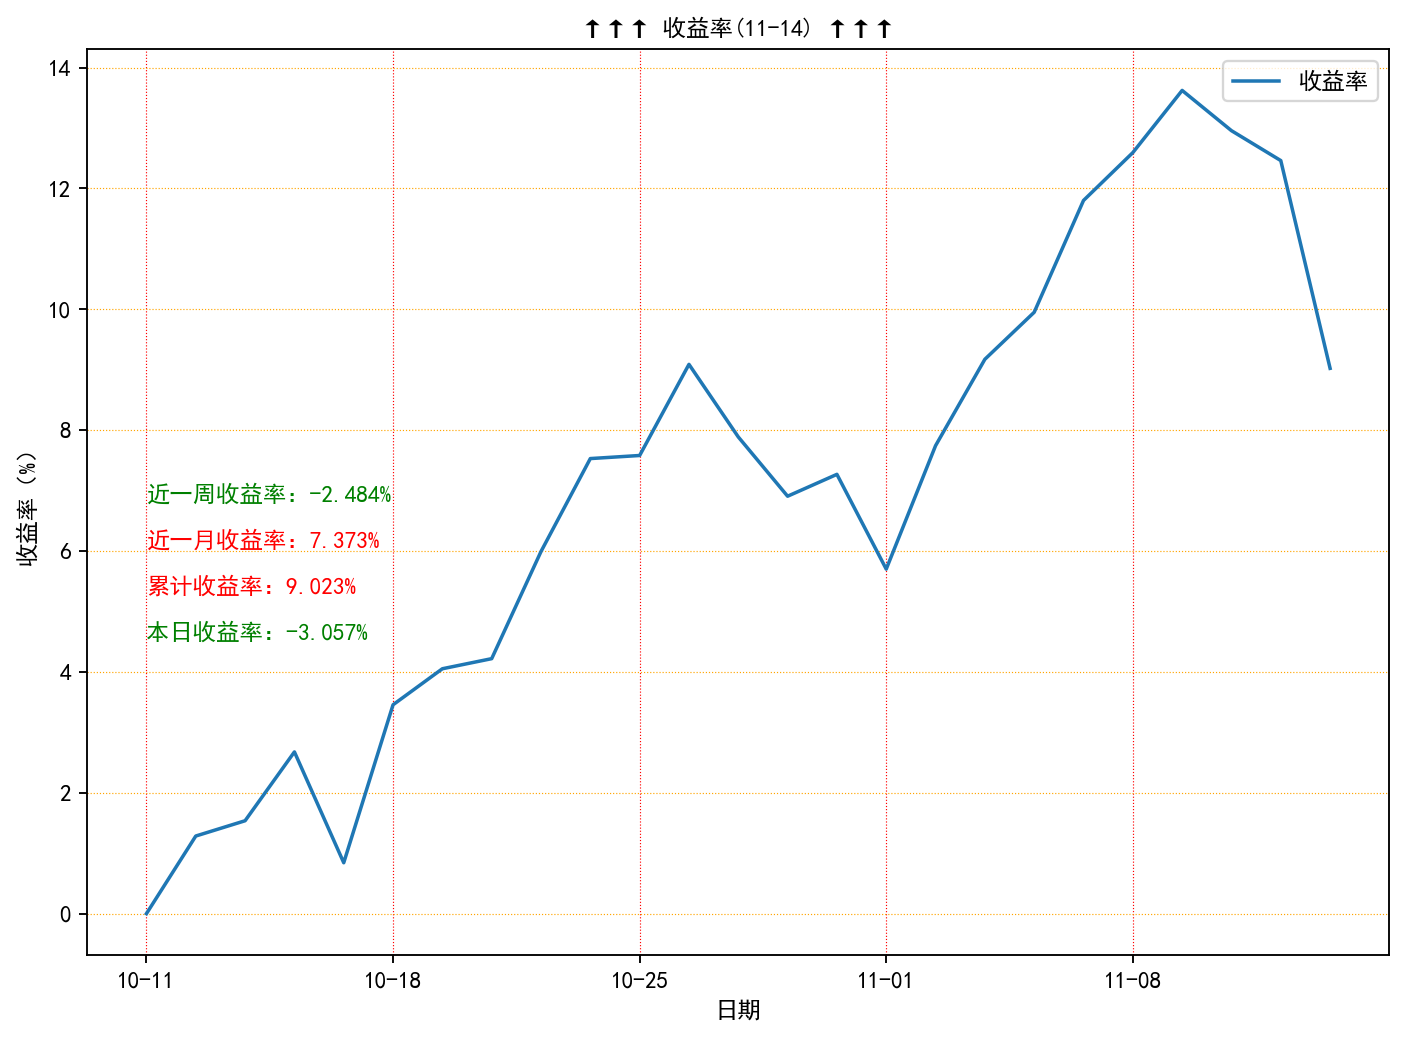 ↑↑↑ 收益率(11-14) ↑↑↑
收益率
14
12
10
8
6
4
2
0
收益率 (%)
近一周收益率：-2.484%
近一月收益率：7.373%
累计收益率：9.023%
本日收益率：-3.057%
10-11 10-18 10-25 11-01 11-08
日期